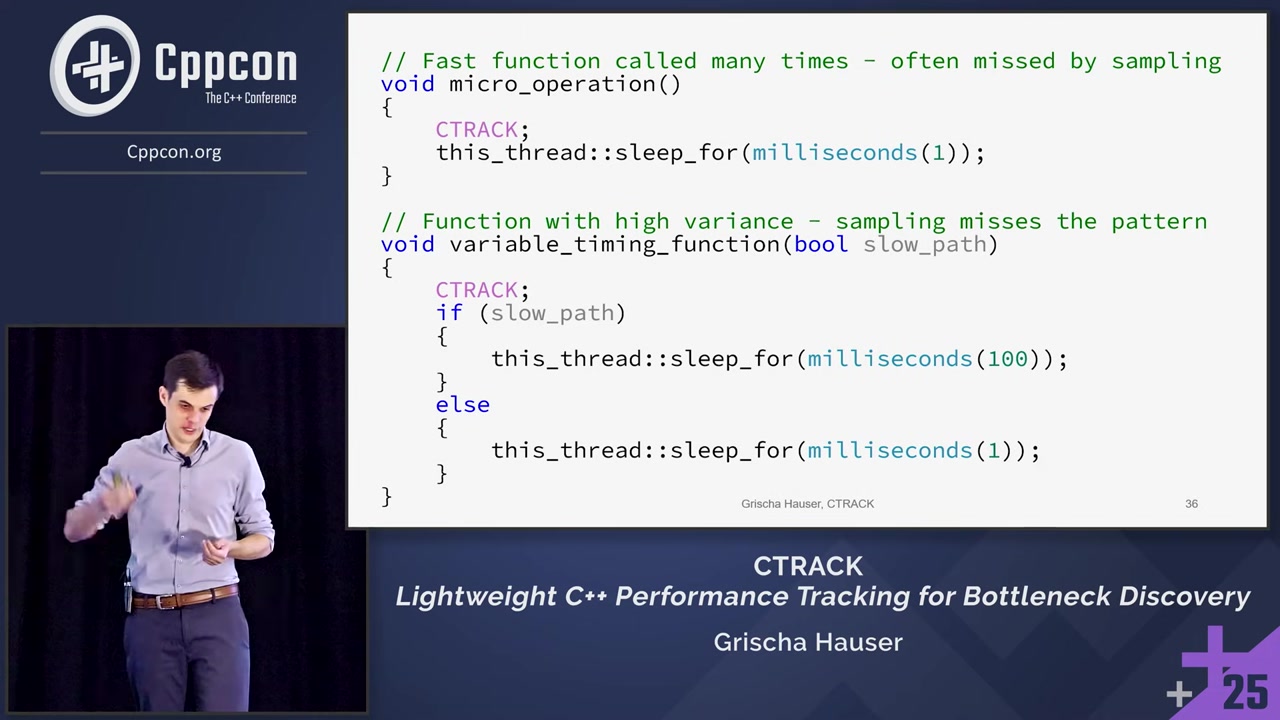 Cppcon
The C++ Conference
Cppcon.org
// Fast function called many times - often missed by sampling
void micro_operation()
{
    CTRACK;
    this_thread::sleep_for(milliseconds(1));
}
// Function with high variance - sampling misses the pattern
void variable_timing_function(bool slow_path)
{
    CTRACK;
    if (slow_path)
    {
        this_thread::sleep_for(milliseconds(100));
    }
    else
    {
        this_thread::sleep_for(milliseconds(1));
    }
}
Grischa Hauser, CTRACK
36
CTRACK
Lightweight C++ Performance Tracking for Bottleneck Discovery
Grischa Hauser
+25